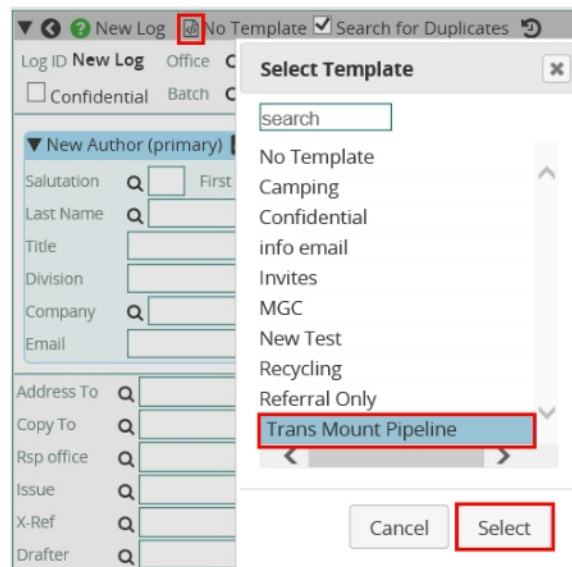 New Log No Template Search for Duplicates
Log ID New Log Office
Confidential Batch
New Author (primary)
Salutation First
Last Name
Title
Division
Company
Email
Address To
Copy To
Rsp office
Issue
X-Ref
Drafter
Select Template
search
No Template
Camping
Confidential
info email
Invites
MGC
New Test
Recycling
Referral Only
Trans Mount Pipeline
Cancel Select